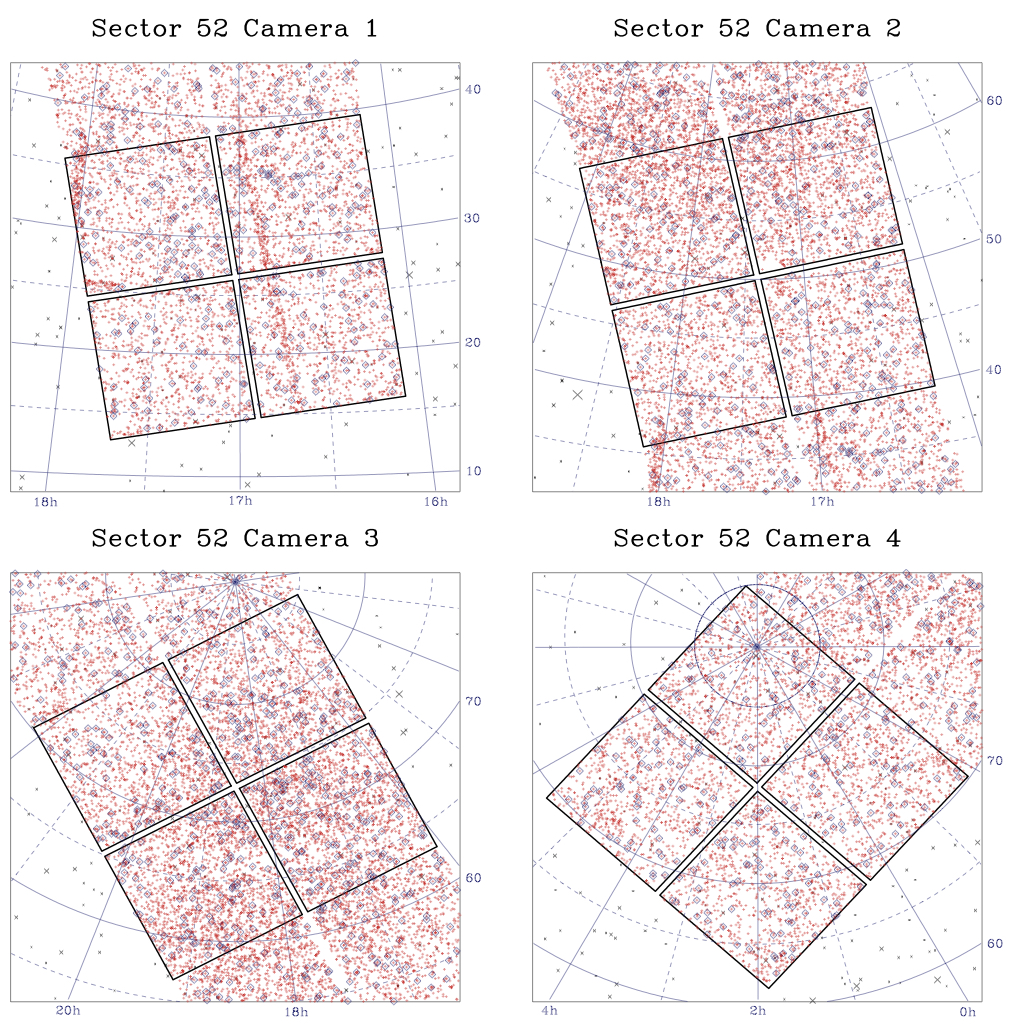 Sector 52 Camera 1
40
30
20
10
18h 17h 16h
Sector 52 Camera 2
60
50
40
18h 17h
Sector 52 Camera 3
70
60
20h 18h
Sector 52 Camera 4
70
60
4h 2h 0h